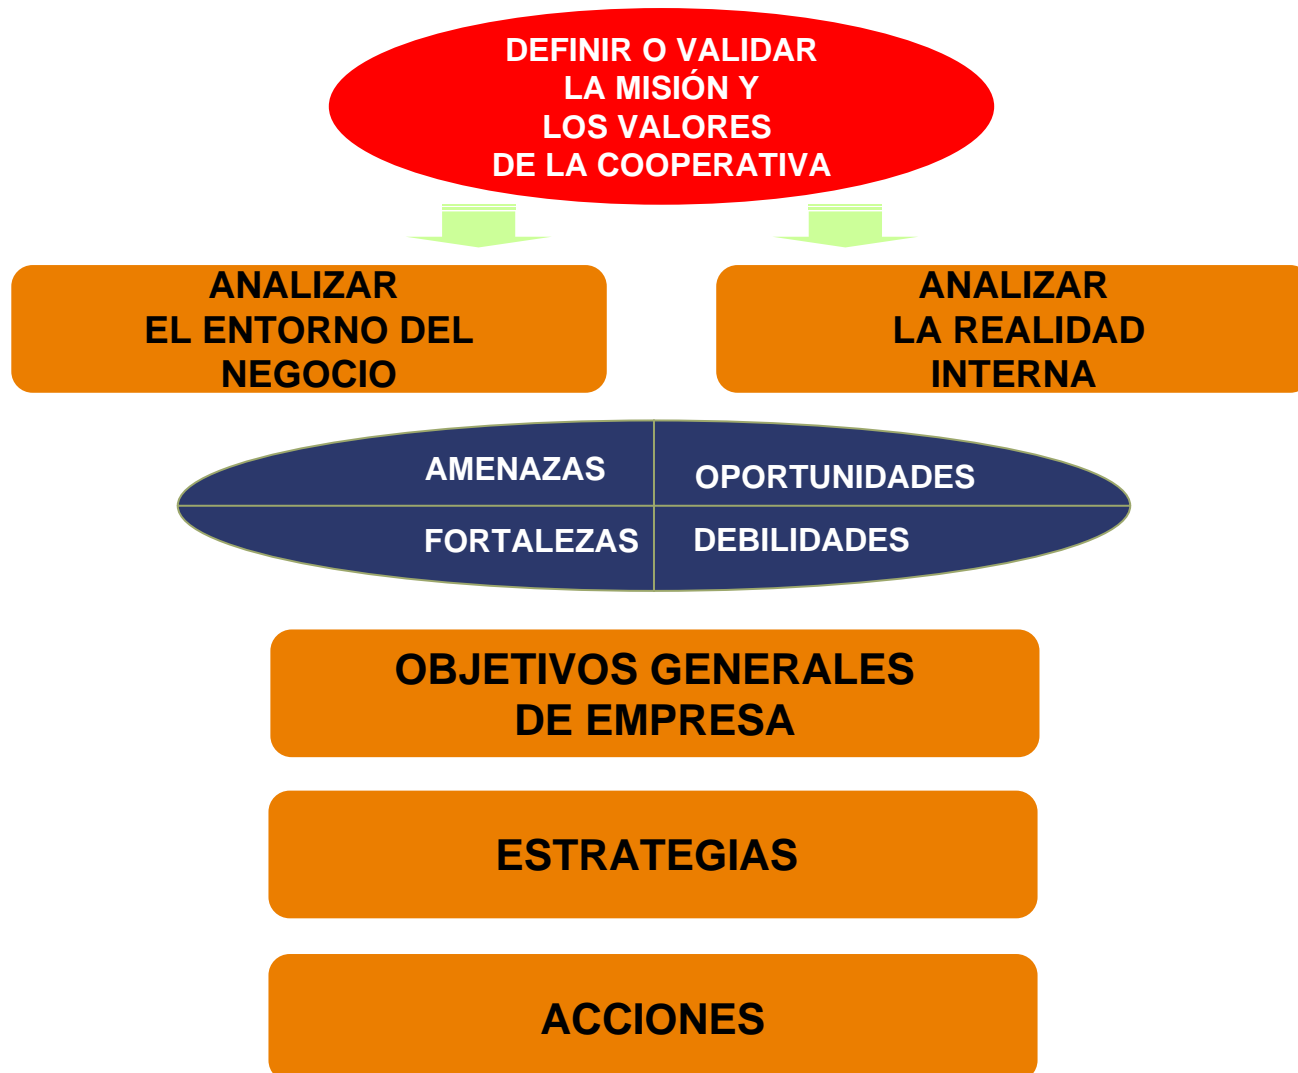 DEFINIR O VALIDAR
LA MISIÓN Y
LOS VALORES
DE LA COOPERATIVA
ANALIZAR
EL ENTORNO DEL
NEGOCIO
ANALIZAR
LA REALIDAD
INTERNA
AMENAZAS
OPORTUNIDADES
FORTALEZAS
DEBILIDADES
OBJETIVOS GENERALES
DE EMPRESA
ESTRATEGIAS
ACCIONES